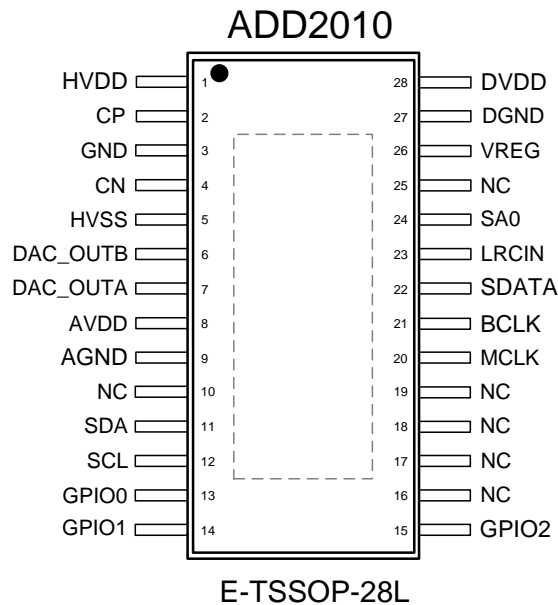 ADD2010
HVDD 1 28 DVDD
CP 2 27 DGND
GND 3 26 VREG
CN 4 25 NC
HVSS 5 24 SA0
DAC_OUTB 6 23 LRCIN
DAC_OUTA 7 22 SDATA
AVDD 8 21 BCLK
AGND 9 20 MCLK
NC 10 19 NC
SDA 11 18 NC
SCL 12 17 NC
GPIO0 13 16 NC
GPIO1 14 15 GPIO2
E-TSSOP-28L